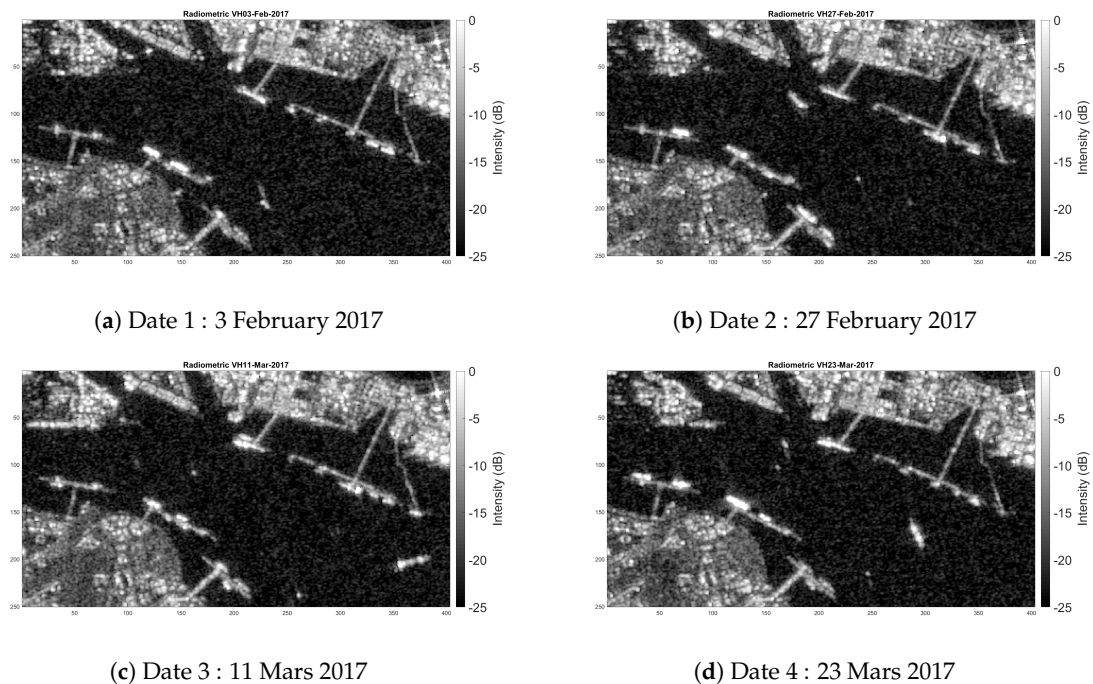 Radiometric VH03-Feb-2017
0
50
-5
100
-10
150
-15
200
-20
250
-25
50 100 150 200 250 300 350 400
Intensity (dB)
(a) Date 1 : 3 February 2017
Radiometric VH27-Feb-2017
0
50
-5
100
-10
150
-15
200
-20
250
-25
50 100 150 200 250 300 350 400
Intensity (dB)
(b) Date 2 : 27 February 2017
Radiometric VH11-Mar-2017
0
50
-5
100
-10
150
-15
200
-20
250
-25
50 100 150 200 250 300 350 400
Intensity (dB)
(c) Date 3 : 11 Mars 2017
Radiometric VH23-Mar-2017
0
50
-5
100
-10
150
-15
200
-20
250
-25
50 100 150 200 250 300 350 400
Intensity (dB)
(d) Date 4 : 23 Mars 2017